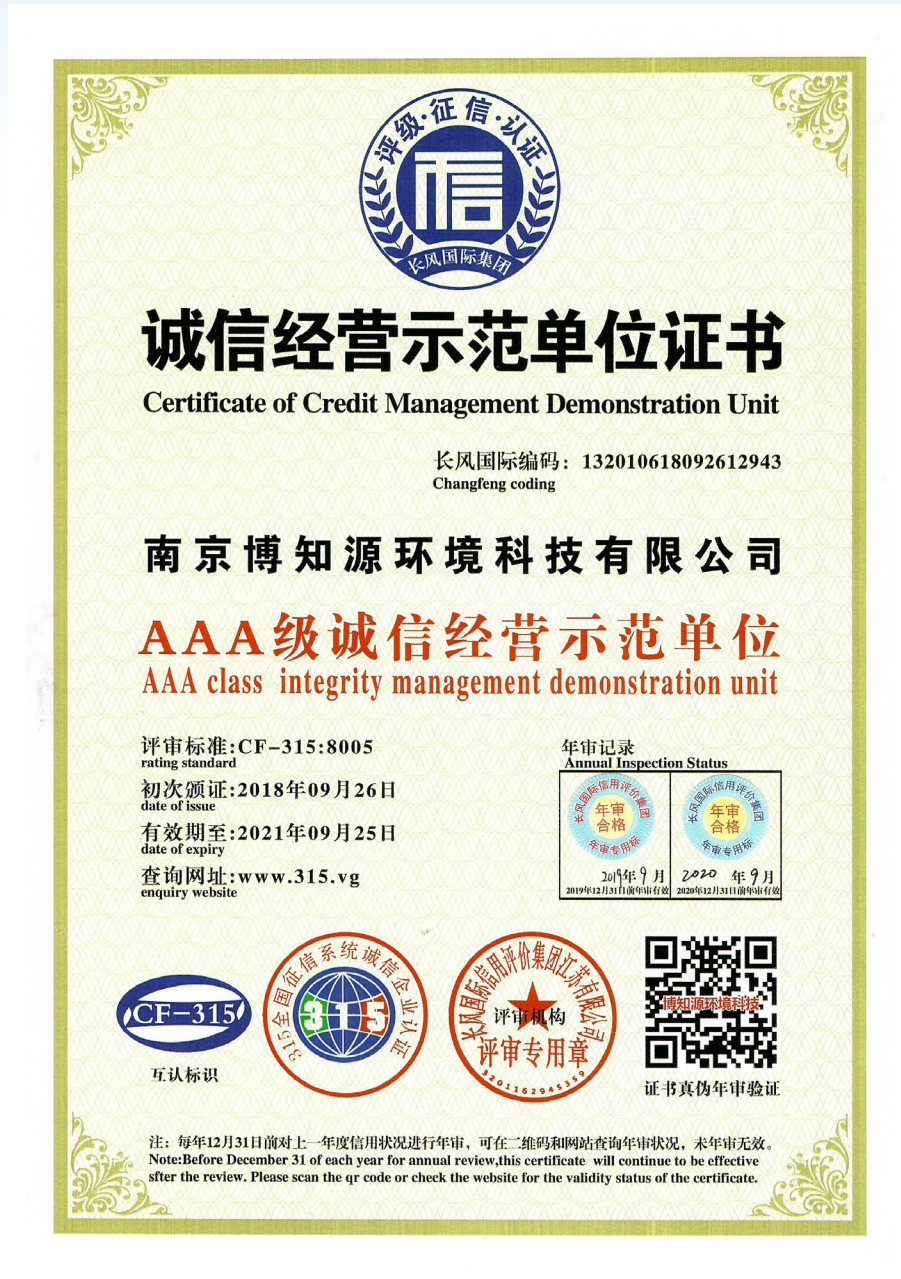 评级·征信·认证
信
长风国际集团
诚信经营示范单位证书
Certificate of Credit Management Demonstration Unit
长风国际编码：132010618092612943
Changfeng coding
南京博知源环境科技有限公司
AAA级诚信经营示范单位
AAA class integrity management demonstration unit
评审标准:CF-315:8005
rating standard
初次颁证:2018年09月26日
date of issue
有效期至:2021年09月25日
date of expiry
查询网址:www.315.vg
enquiry website
年审记录
Annual Inspection Status
长风国际信用评价集团
年审
合格
年审专用标
2019年9月
2019年12月31日前年审有效
长风国际信用评价集团
年审
合格
年审专用标
2020年9月
2020年12月31日前年审有效
CF-315
互认标识
315全国征信系统诚信企业认证
315
长风国际信用评价集团江苏有限公司
评审机构
评审专用章
3201162945359
博知源环境科技
证书真伪年审验证
注：每年12月31日前对上一年度信用状况进行年审，可在二维码和网站查询年审状况，未年审无效。
Note:Before December 31 of each year for annual review,this certificate will continue to be effective
sfter the review. Please scan the qr code or check the website for the validity status of the certificate.